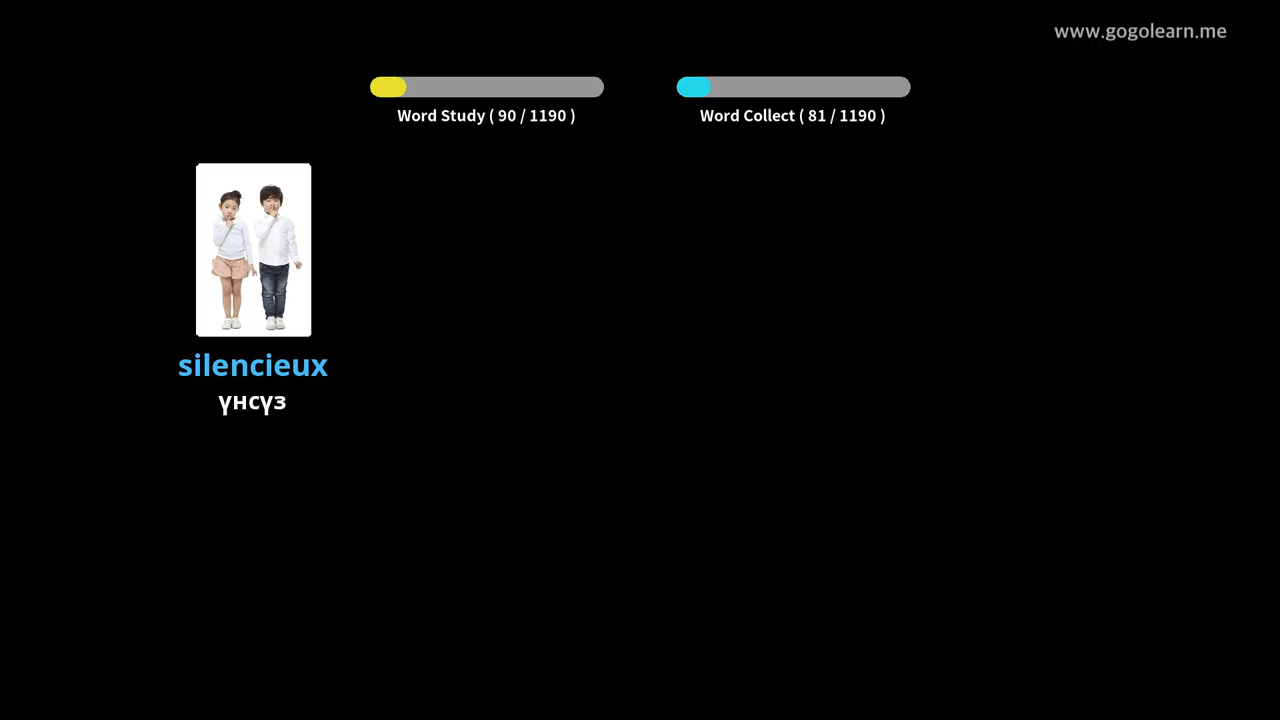 www.gogolearn.me
Word Study ( 90 / 1190 )
Word Collect ( 81 / 1190 )
silencieux
үнсүз